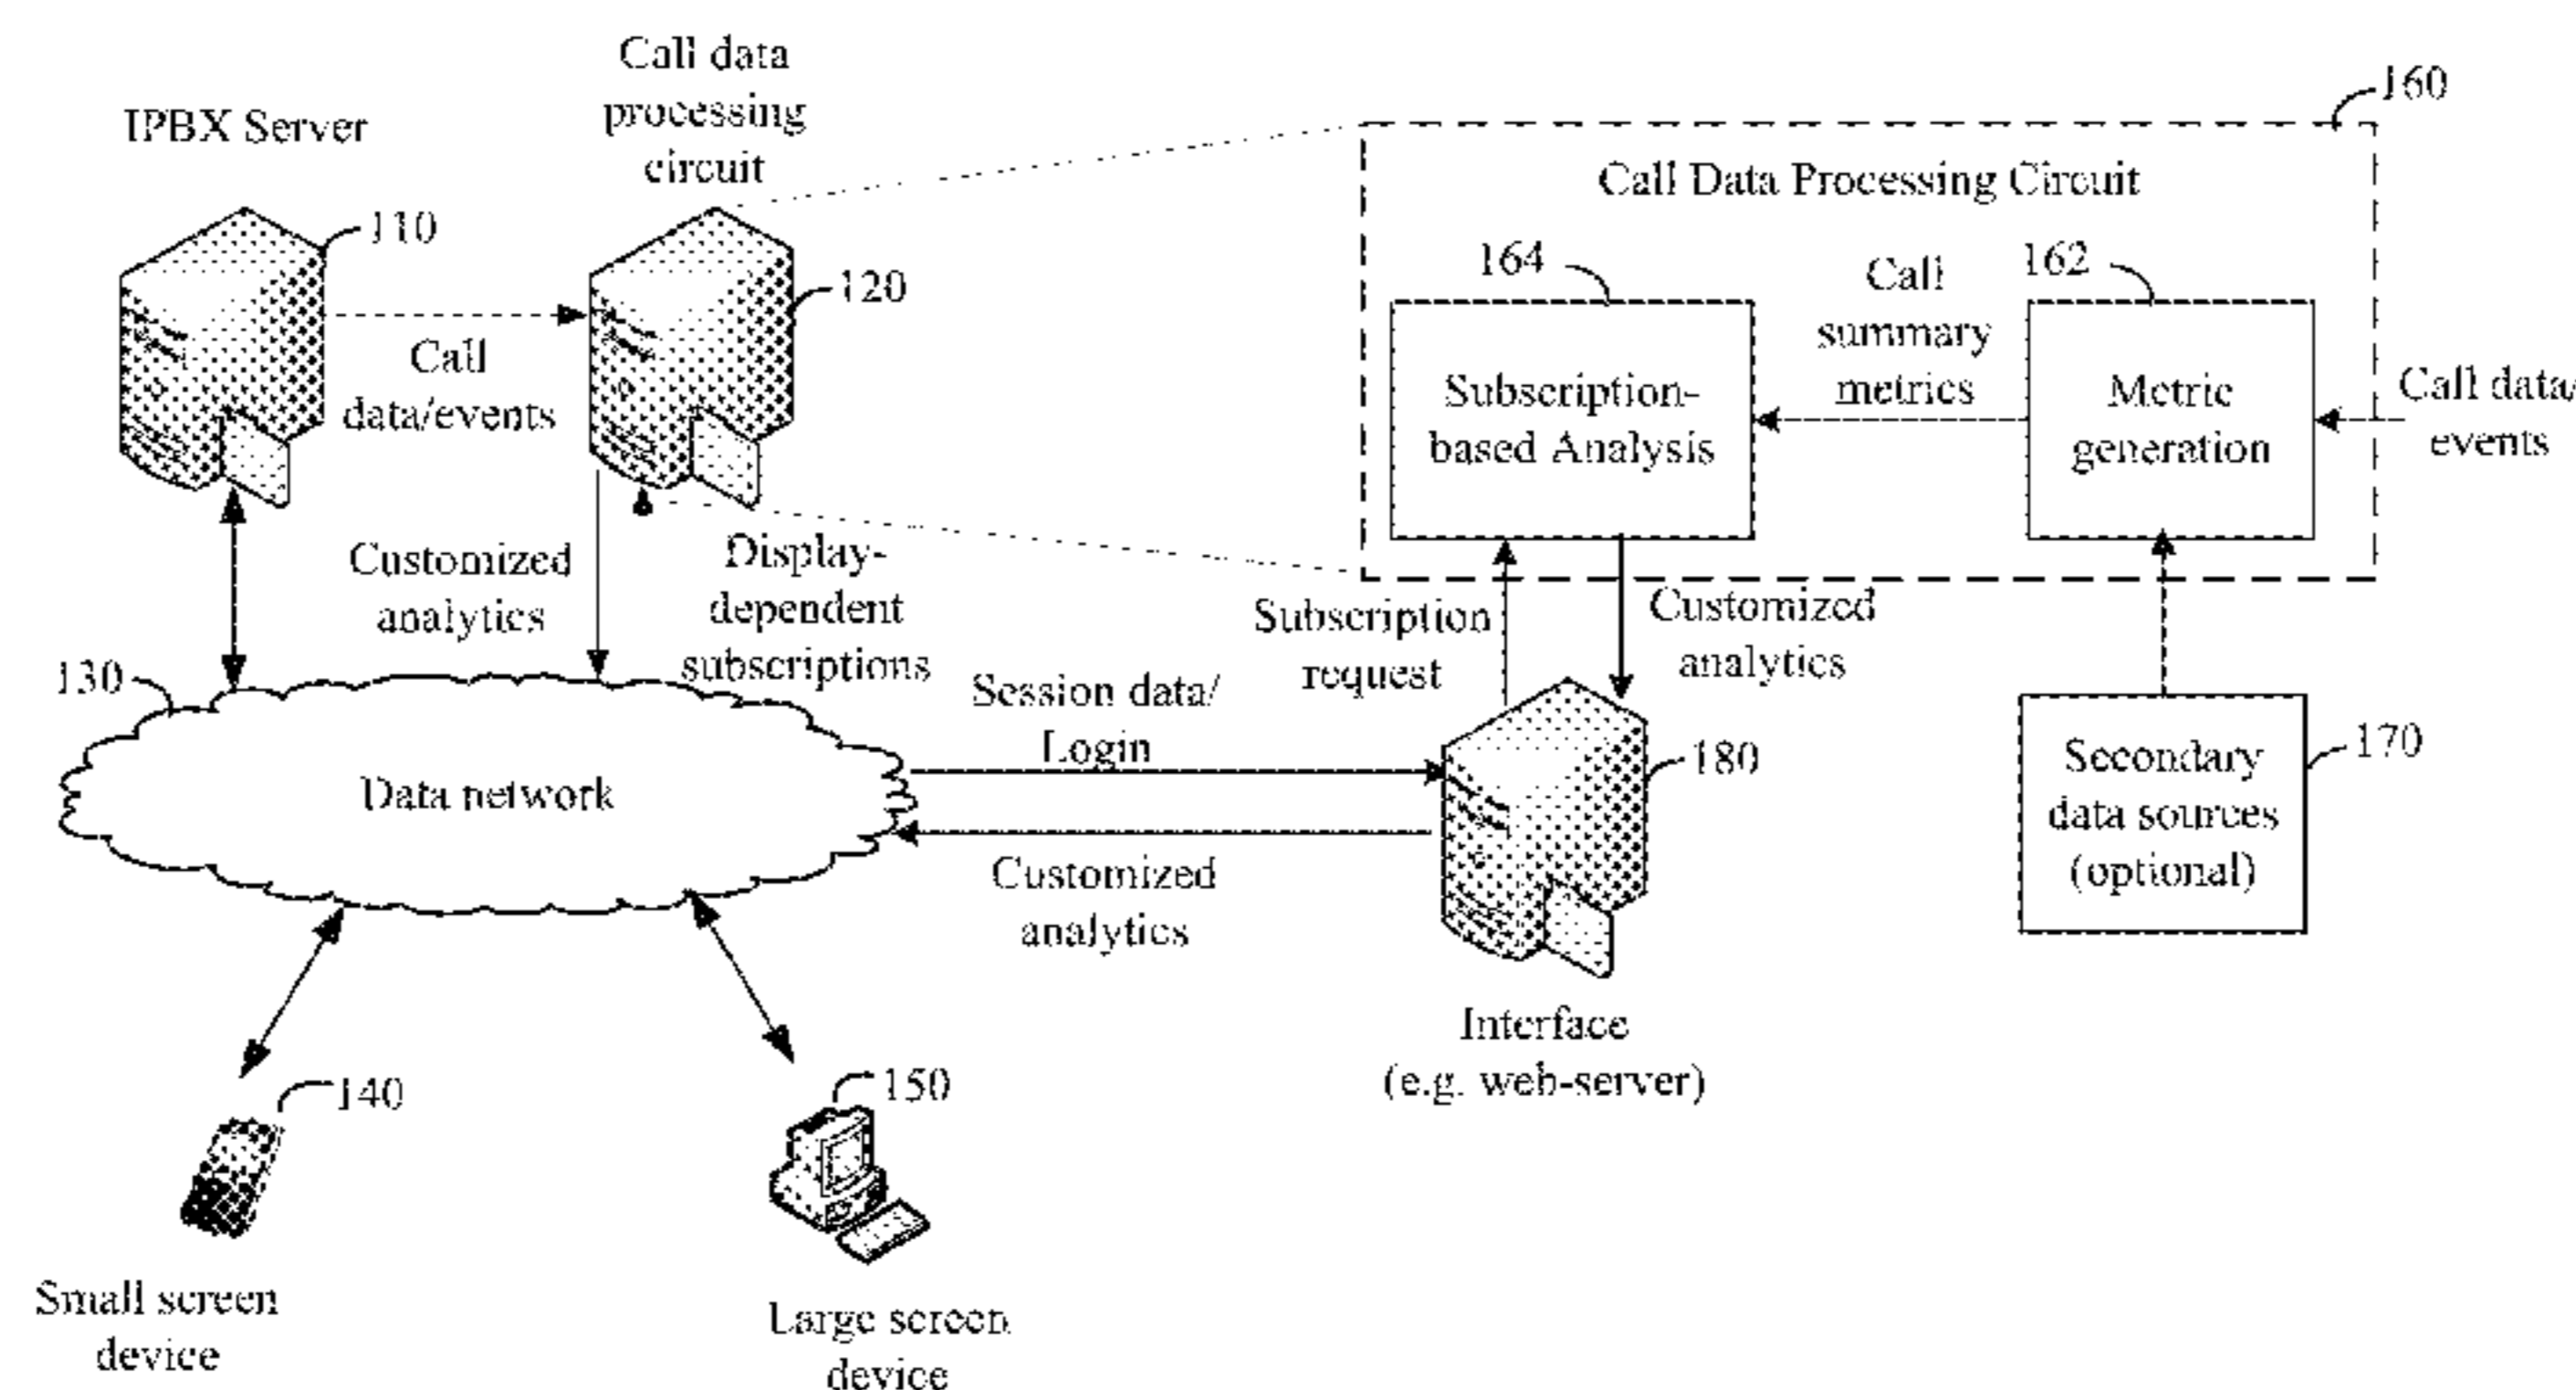 IPBX Server
110
Call data
processing
circuit
120
Call
data/events
160
Call Data Processing Circuit
164
Subscription-
based Analysis
Call
summary
metrics
162
Metric
generation
Call data/
events
Customized
analytics
Display-
dependent
subscriptions
Subscription
request
Customized
analytics
130
Data network
Session data/
Login
Customized
analytics
180
Interface
(e.g. web-server)
Secondary
data sources
(optional)
170
140
Small screen
device
150
Large screen
device